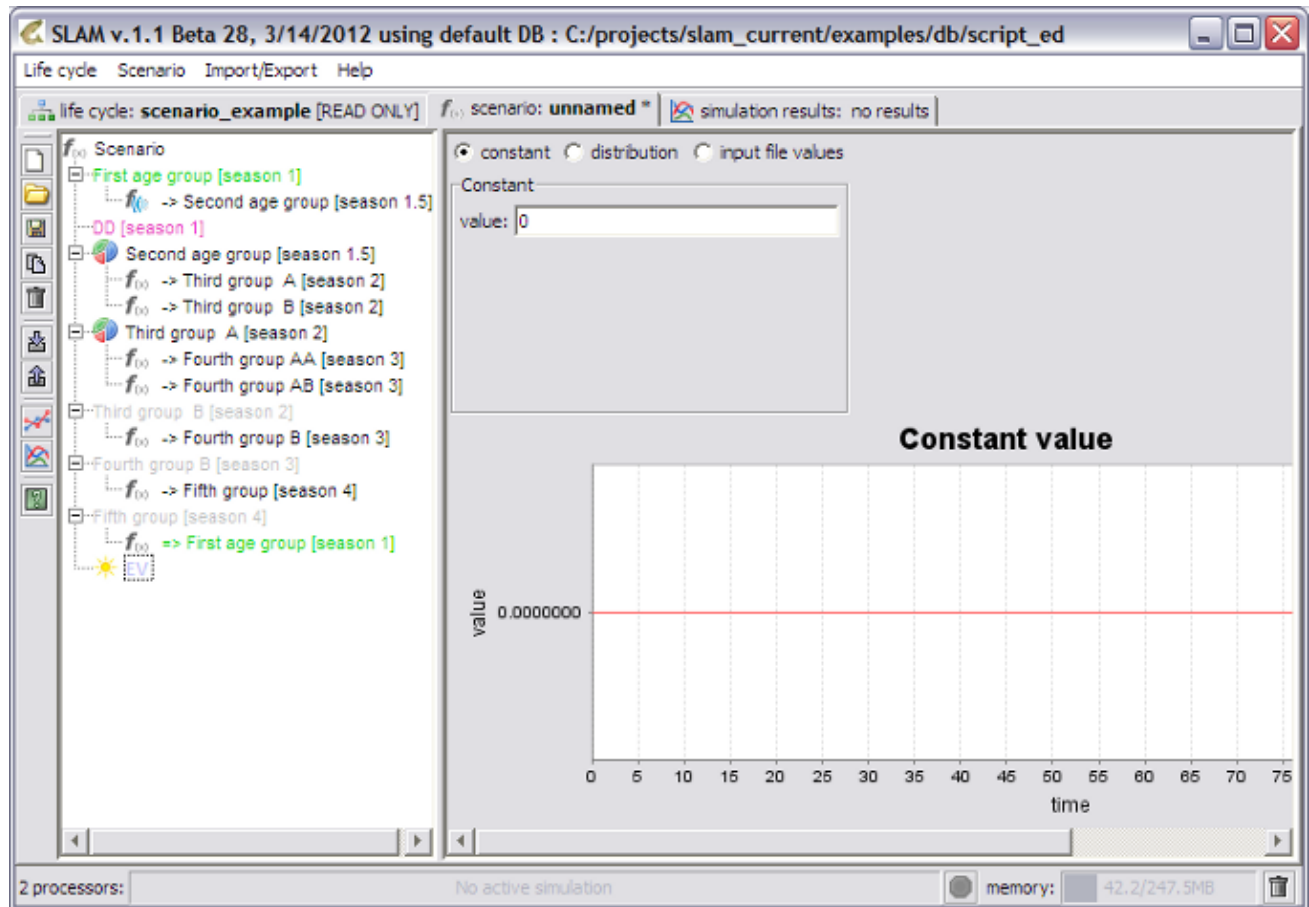 SLAM v.1.1 Beta 28, 3/14/2012 using default DB : C:/projects/slam_current/examples/db/script_ed
Life cycle Scenario Import/Export Help
life cycle: scenario_example [READ ONLY] f(x) scenario: unnamed * simulation results: no results
f(x) Scenario
First age group [season 1]
-> Second age group [season 1.5]
DD [season 1]
Second age group [season 1.5]
f(x) -> Third group A [season 2]
f(x) -> Third group B [season 2]
Third group A [season 2]
f(x) -> Fourth group AA [season 3]
f(x) -> Fourth group AB [season 3]
Third group B [season 2]
f(x) -> Fourth group B [season 3]
Fourth group B [season 3]
f(x) -> Fifth group [season 4]
Fifth group [season 4]
f(x) => First age group [season 1]
EV
constant distribution input file values
Constant
value: 0
Constant value
value
0.0000000
0 5 10 15 20 25 30 35 40 45 50 55 60 65 70 75
time
2 processors: No active simulation memory: 42.2/247.5MB